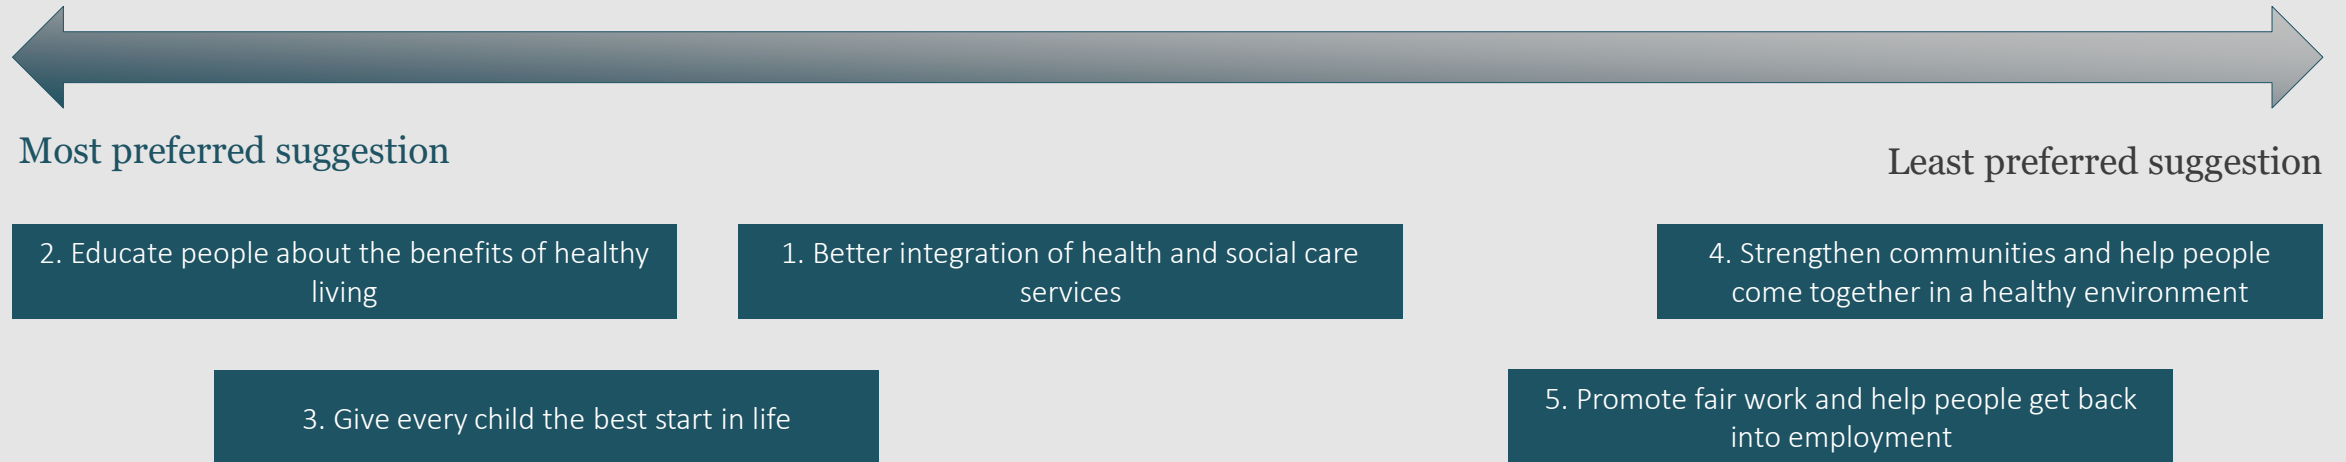 Most preferred suggestion
Least preferred suggestion
2. Educate people about the benefits of healthy
living
1. Better integration of health and social care
services
4. Strengthen communities and help people
come together in a healthy environment
3. Give every child the best start in life
5. Promote fair work and help people get back
into employment